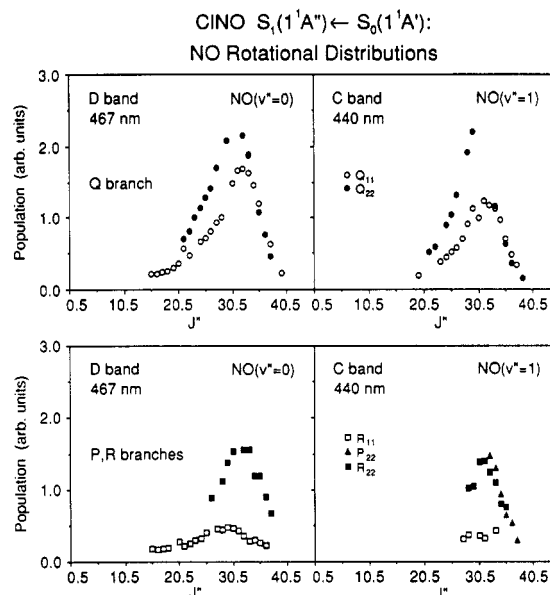 ClNO S₁(1¹A") ← S₀(1¹A'):
NO Rotational Distributions
Population (arb. units)
3.0
2.0
1.0
0.0
D band
467 nm
NO(v"=0)
Q branch
C band
440 nm
NO(v"=1)
○ Q₁₁
● Q₂₂
0.5 10.5 20.5 30.5 40.5
J"
0.5 10.5 20.5 30.5 40.5
J"
Population (arb. units)
3.0
2.0
1.0
0.0
D band
467 nm
NO(v"=0)
P,R branches
C band
440 nm
NO(v"=1)
□ R₁₁
▲ P₂₂
■ R₂₂
10.5 20.5 30.5 40.5
J"
10.5 20.5 30.5 40.5
J"